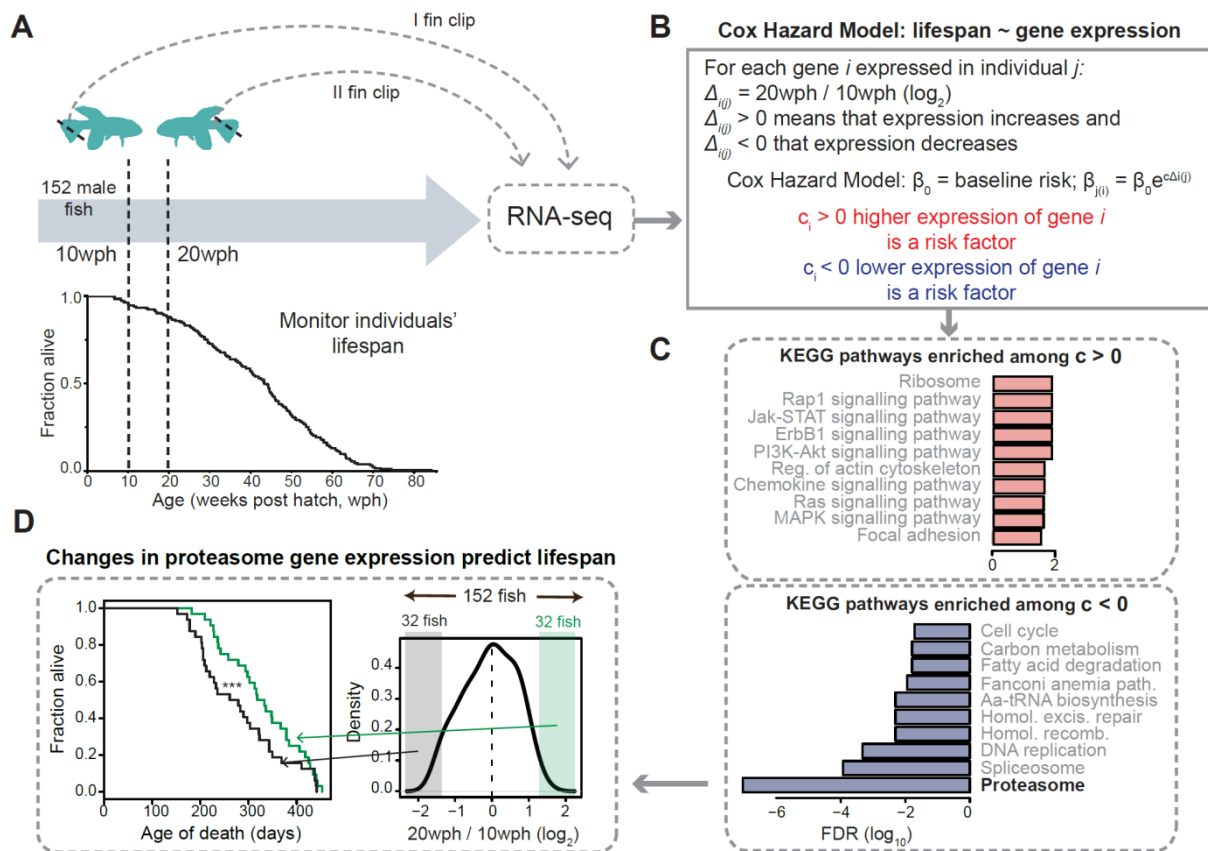 A
I fin clip
II fin clip
152 male
fish
10wph
20wph
RNA-seq
Monitor individuals'
lifespan
Fraction alive
1.0
0.5
0.0
0 10 20 30 40 50 60 70 80
Age (weeks post hatch, wph)
B
Cox Hazard Model: lifespan ~ gene expression
For each gene i expressed in individual j:
Δi(j) = 20wph / 10wph (log2)
Δi(j) > 0 means that expression increases and
Δi(j) < 0 that expression decreases
Cox Hazard Model: β0 = baseline risk; βj(i) = β0e^cΔi(j)
ci > 0 higher expression of gene i
is a risk factor
ci < 0 lower expression of gene i
is a risk factor
C
KEGG pathways enriched among c > 0
Ribosome
Rap1 signalling pathway
Jak-STAT signalling pathway
ErbB1 signalling pathway
PI3K-Akt signalling pathway
Reg. of actin cytoskeleton
Chemokine signalling pathway
Ras signalling pathway
MAPK signalling pathway
Focal adhesion
0 2
KEGG pathways enriched among c < 0
Cell cycle
Carbon metabolism
Fatty acid degradation
Fanconi anemia path.
Aa-tRNA biosynthesis
Homol. excis. repair
Homol. recomb.
DNA replication
Spliceosome
Proteasome
−6 −4 −2 0
FDR (log10)
D
Changes in proteasome gene expression predict lifespan
Fraction alive
1.0
0.8
0.6
0.4
0.2
0.0
***
0 100 200 300 400
Age of death (days)
152 fish
32 fish
32 fish
Density
0.4
0.3
0.2
0.1
0.0
−2 −1 0 1 2
20wph / 10wph (log2)